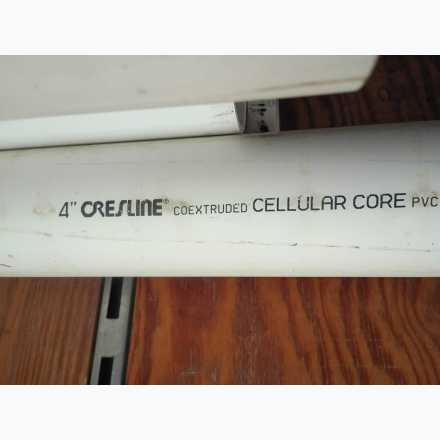 4" CRESLINE® COEXTRUDED CELLULAR CORE PVC